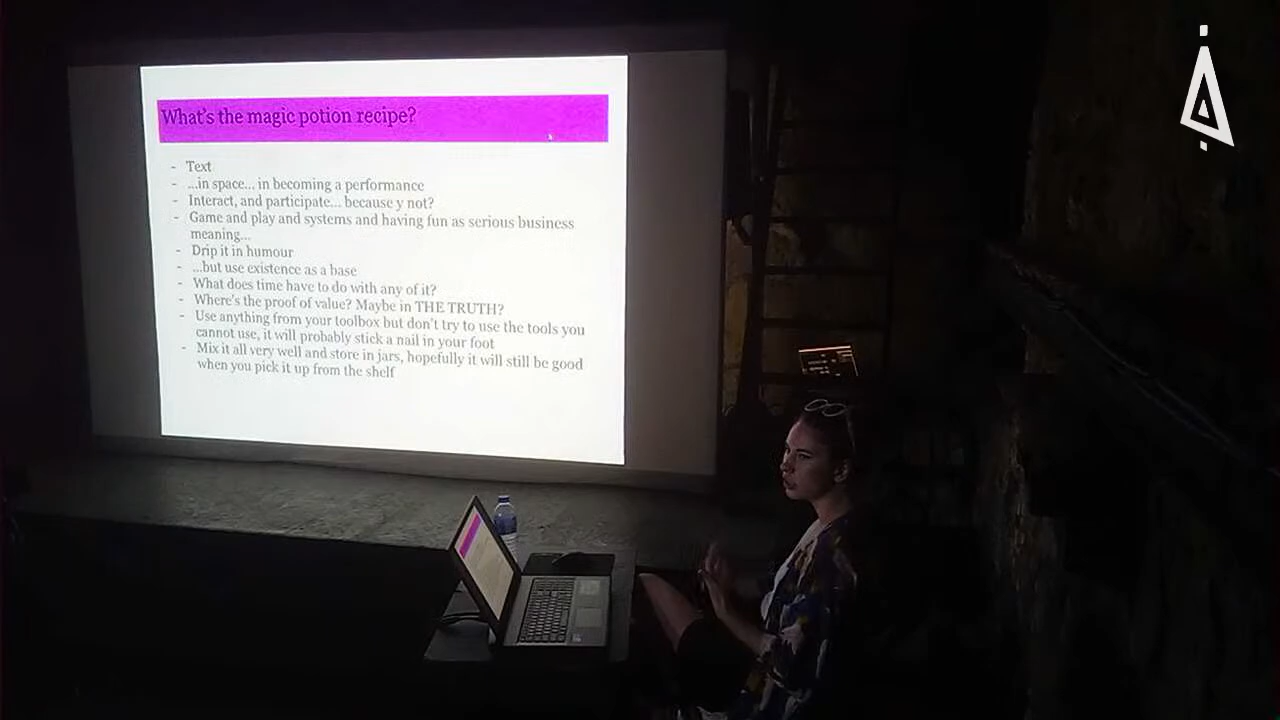 What's the magic potion recipe?
- Text
- ...in space... in becoming a performance
- Interact, and participate... because y not?
- Game and play and systems and having fun as serious business
meaning...
- Drip it in humour
- ...but use existence as a base
- What does time have to do with any of it?
- Where's the proof of value? Maybe in THE TRUTH?
- Use anything from your toolbox but don't try to use the tools you
cannot use, it will probably stick a nail in your foot
- Mix it all very well and store in jars, hopefully it will still be good
when you pick it up from the shelf